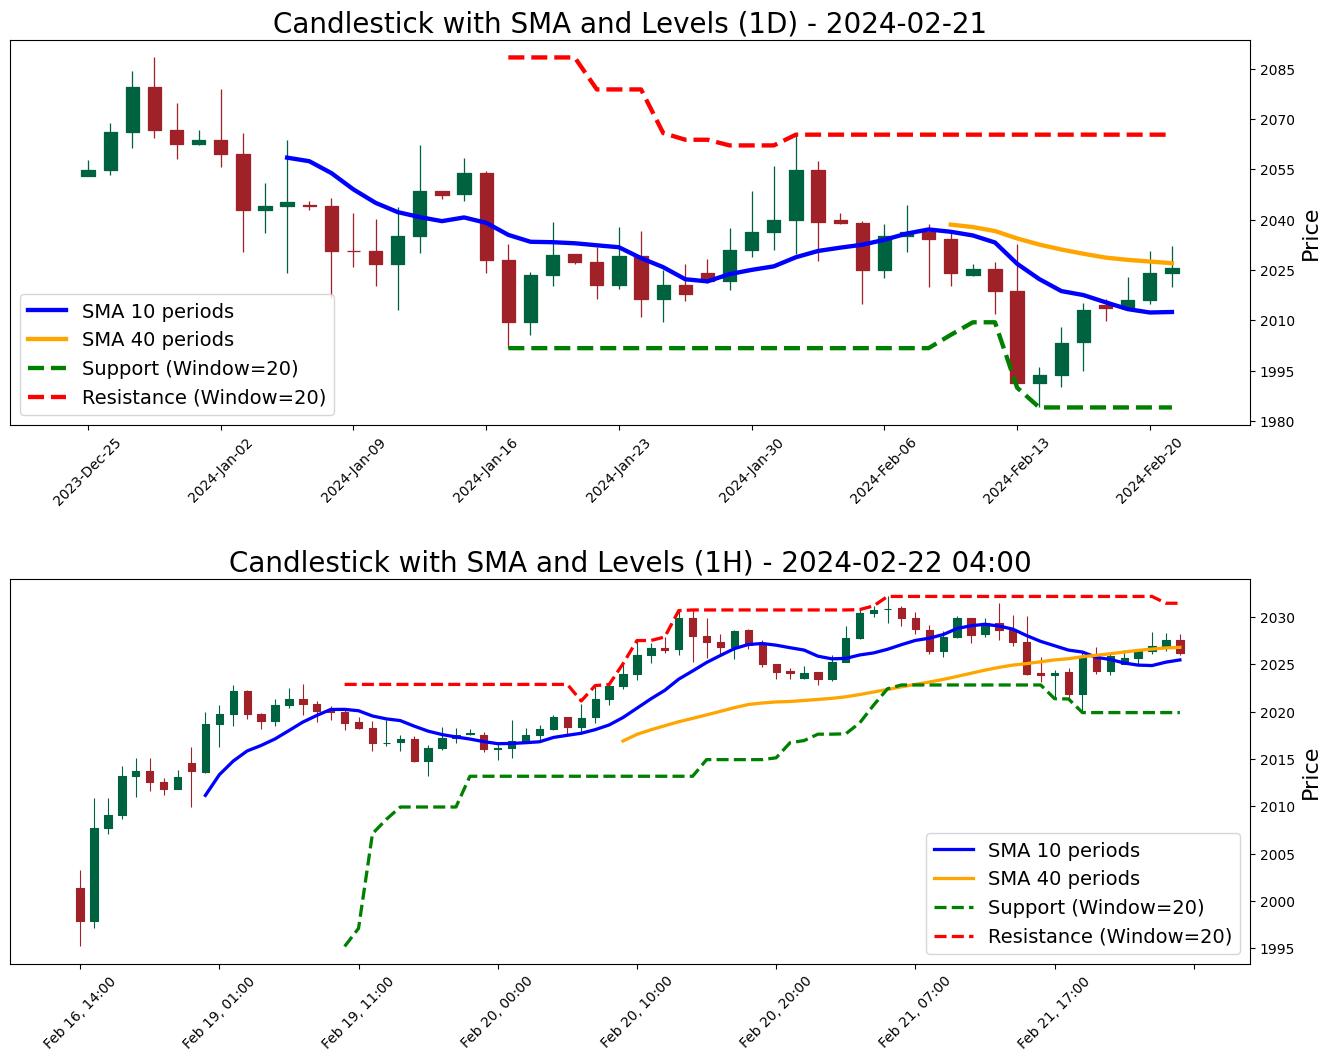 Candlestick with SMA and Levels (1D) - 2024-02-21
2085
2070
2055
2040
2025
2010
1995
1980
Price
SMA 10 periods
SMA 40 periods
Support (Window=20)
Resistance (Window=20)
2023-Dec-25
2024-Jan-02
2024-Jan-09
2024-Jan-16
2024-Jan-23
2024-Jan-30
2024-Feb-06
2024-Feb-13
2024-Feb-20
Candlestick with SMA and Levels (1H) - 2024-02-22 04:00
2030
2025
2020
2015
2010
2005
2000
1995
Price
SMA 10 periods
SMA 40 periods
Support (Window=20)
Resistance (Window=20)
Feb 16, 14:00
Feb 19, 01:00
Feb 19, 11:00
Feb 20, 00:00
Feb 20, 10:00
Feb 20, 20:00
Feb 21, 07:00
Feb 21, 17:00